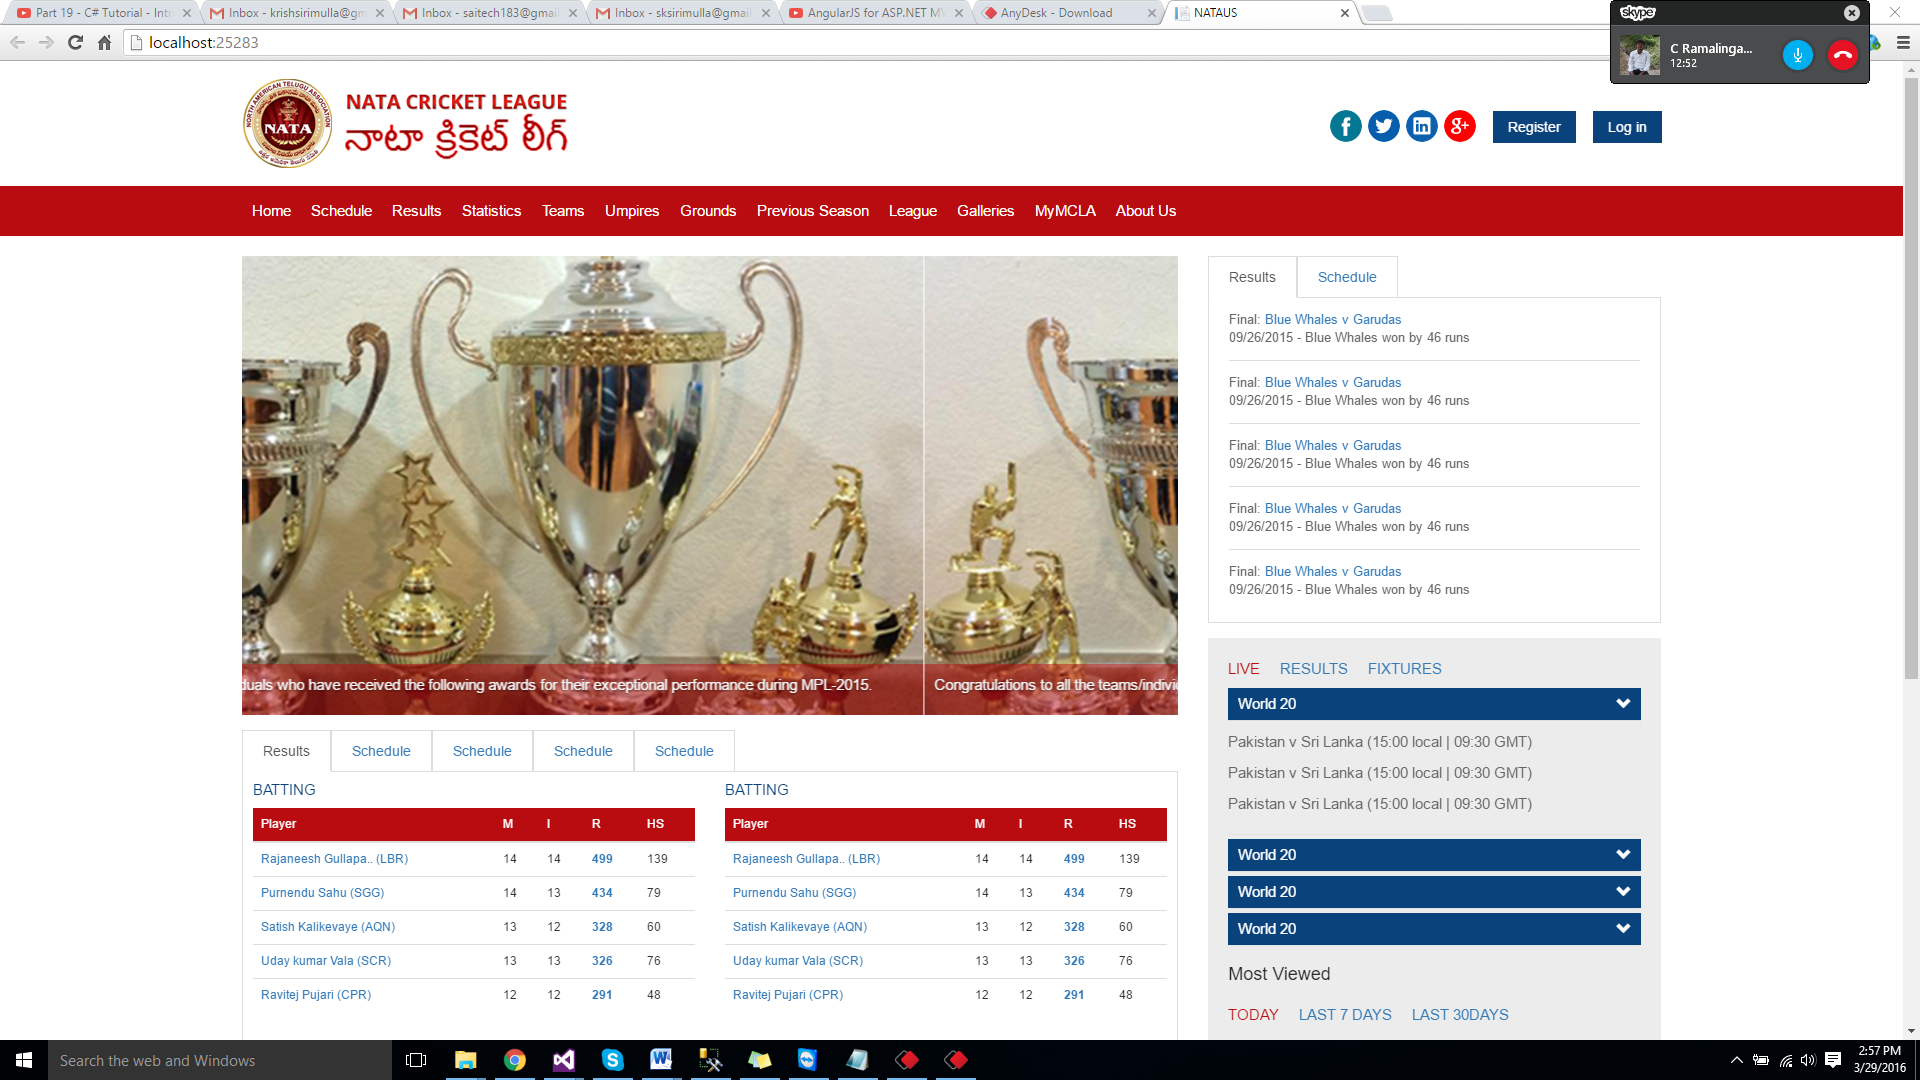 Part 19 - C# Tutorial - Intr
Inbox - krishsirimulla@gm
Inbox - saitech183@gmai
Inbox - sksirimulla@gmai
AngularJS for ASP.NET MV
AnyDesk - Download
NATAUS
skype
C Ramalinga...
12:52
localhost:25283
NORTH AMERICAN TELUGU ASSOCIATION
NATA
NATA CRICKET LEAGUE
నాటా క్రికెట్ లీగ్
Register
Log in
Home Schedule Results Statistics Teams Umpires Grounds Previous Season League Galleries MyMCLA About Us
duals who have received the following awards for their exceptional performance during MPL-2015.
Congratulations to all the teams/indivi
Results Schedule
Final: Blue Whales v Garudas
09/26/2015 - Blue Whales won by 46 runs
Final: Blue Whales v Garudas
09/26/2015 - Blue Whales won by 46 runs
Final: Blue Whales v Garudas
09/26/2015 - Blue Whales won by 46 runs
Final: Blue Whales v Garudas
09/26/2015 - Blue Whales won by 46 runs
Final: Blue Whales v Garudas
09/26/2015 - Blue Whales won by 46 runs
Results Schedule Schedule Schedule Schedule
BATTING
Player M I R HS
Rajaneesh Gullapa.. (LBR) 14 14 499 139
Purnendu Sahu (SGG) 14 13 434 79
Satish Kalikevaye (AQN) 13 12 328 60
Uday kumar Vala (SCR) 13 13 326 76
Ravitej Pujari (CPR) 12 12 291 48
BATTING
Player M I R HS
Rajaneesh Gullapa.. (LBR) 14 14 499 139
Purnendu Sahu (SGG) 14 13 434 79
Satish Kalikevaye (AQN) 13 12 328 60
Uday kumar Vala (SCR) 13 13 326 76
Ravitej Pujari (CPR) 12 12 291 48
LIVE RESULTS FIXTURES
World 20
Pakistan v Sri Lanka (15:00 local | 09:30 GMT)
Pakistan v Sri Lanka (15:00 local | 09:30 GMT)
Pakistan v Sri Lanka (15:00 local | 09:30 GMT)
World 20
World 20
World 20
Most Viewed
TODAY LAST 7 DAYS LAST 30DAYS
Search the web and Windows
2:57 PM
3/29/2016